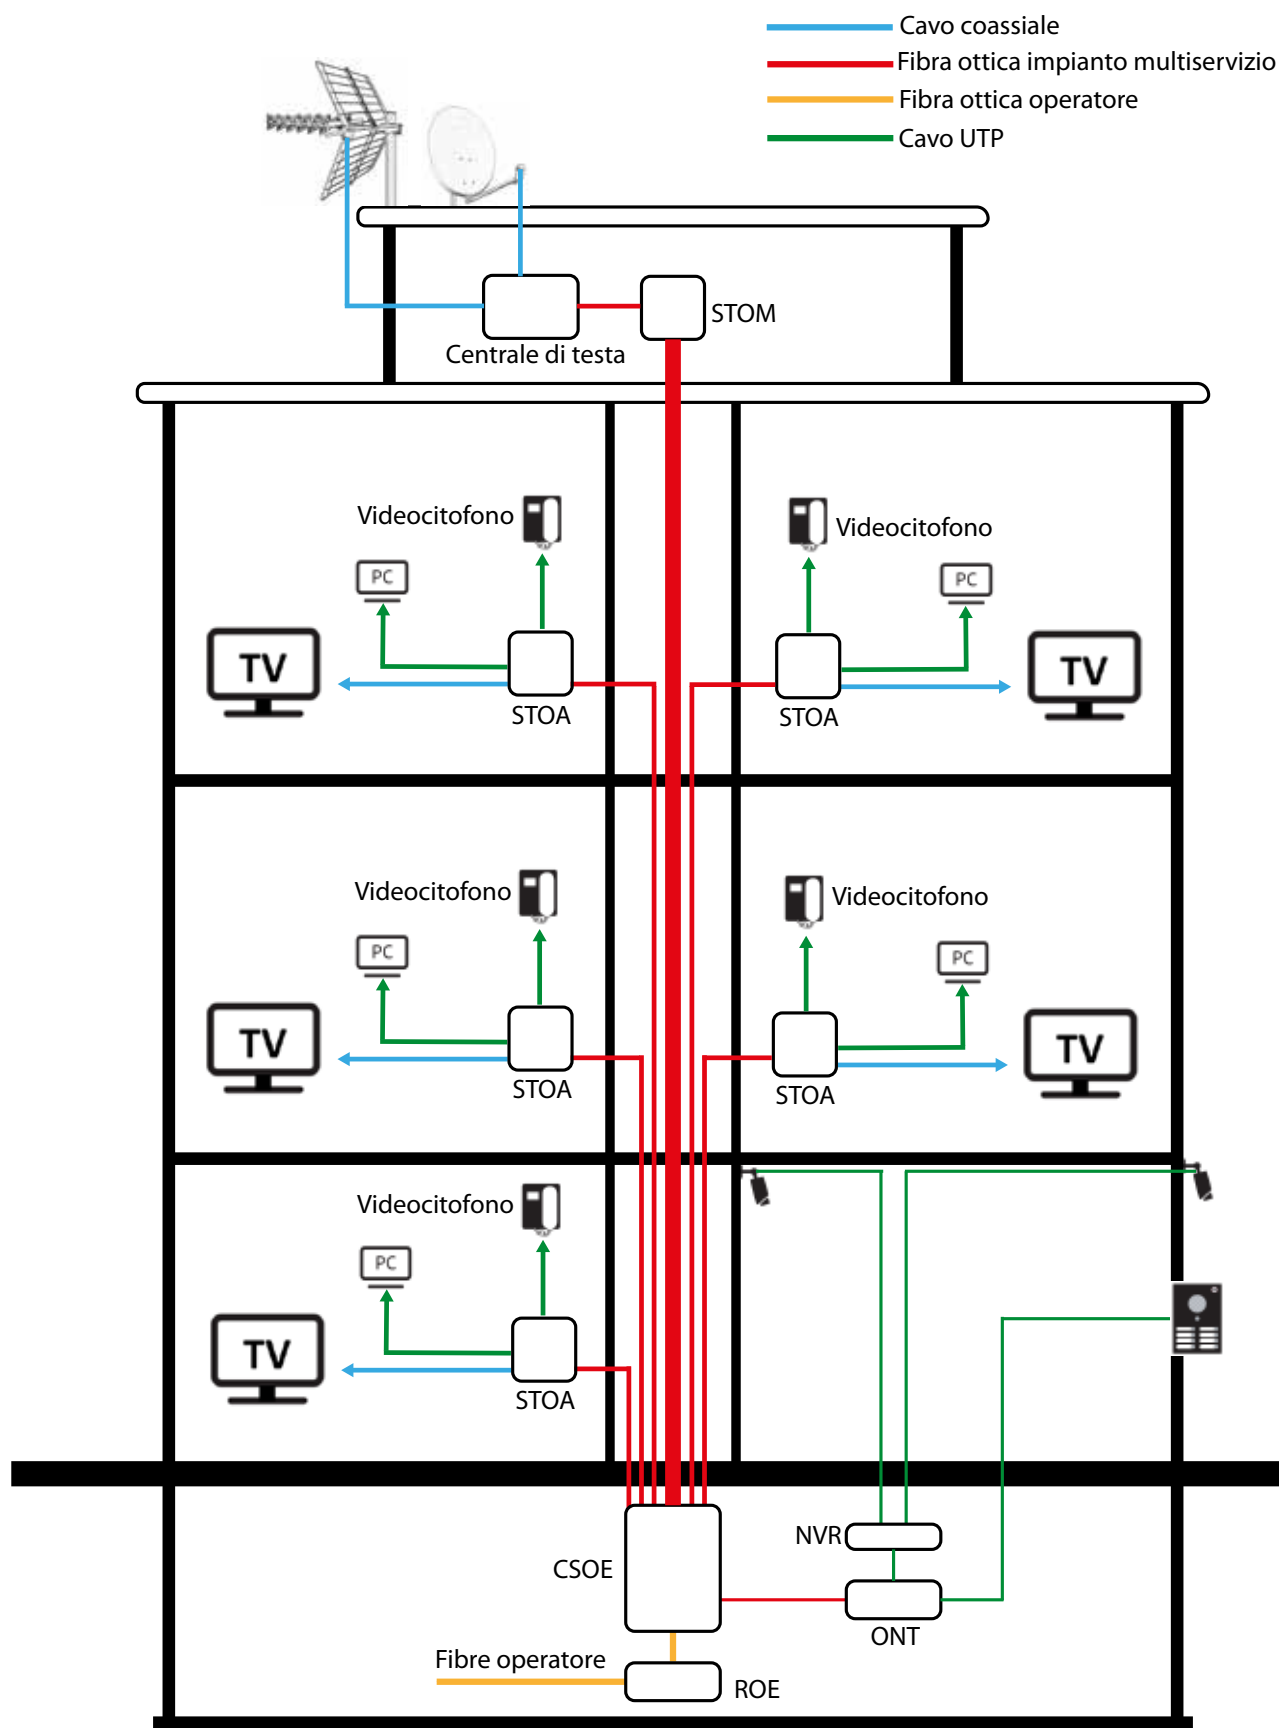 Cavo coassiale
Fibra ottica impianto multiservizio
Fibra ottica operatore
Cavo UTP
STOM
Centrale di testa
Videocitofono
Videocitofono
PC
PC
TV
TV
STOA
STOA
Videocitofono
Videocitofono
PC
PC
TV
TV
STOA
STOA
Videocitofono
PC
TV
STOA
NVR
CSOE
ONT
Fibre operatore
ROE